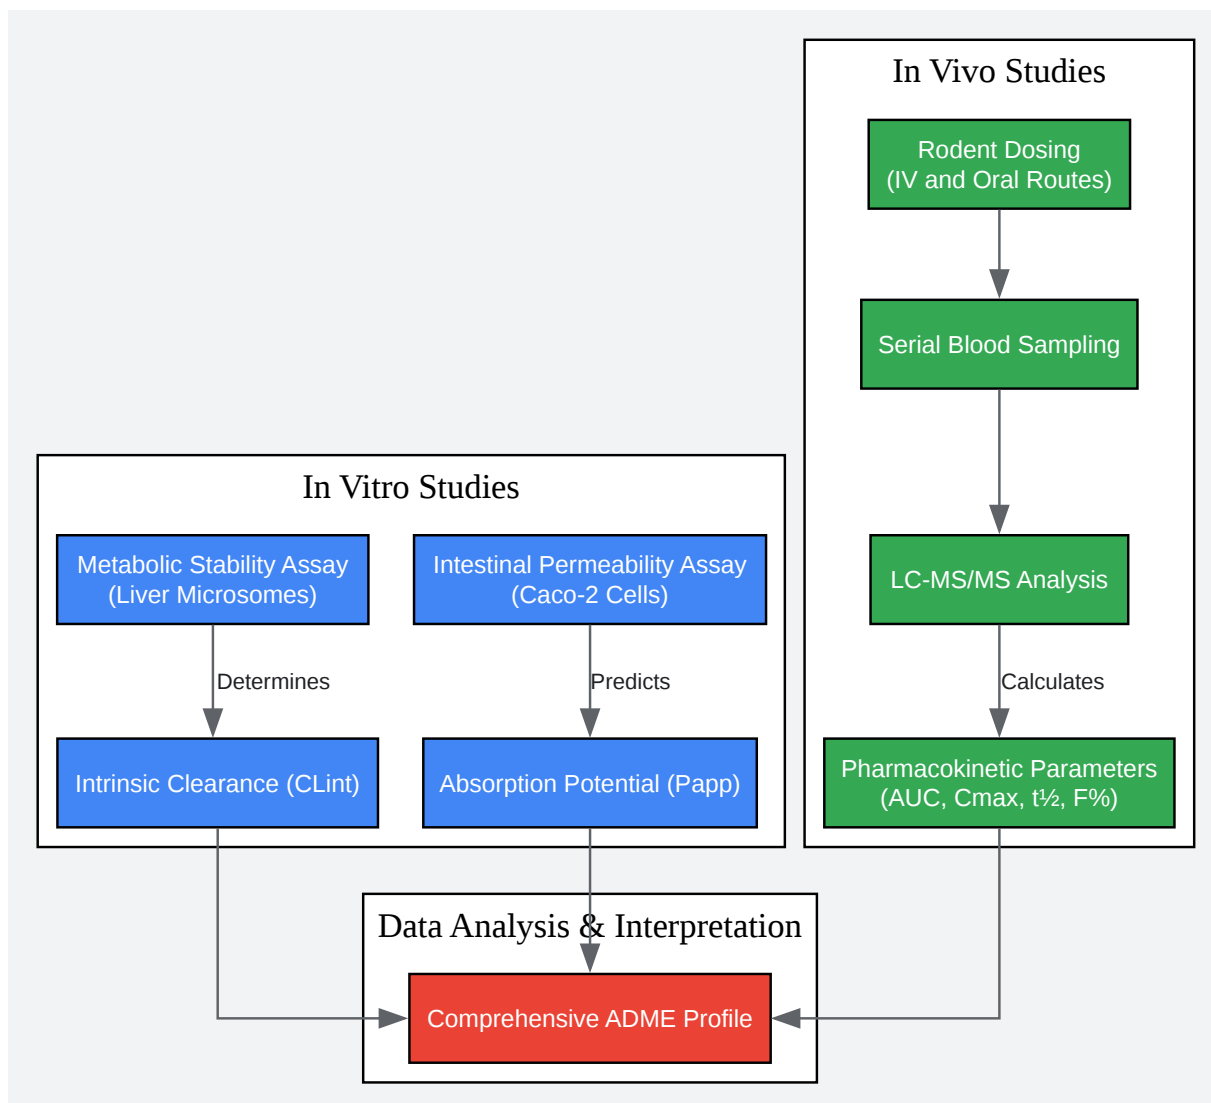 In Vivo Studies
Rodent Dosing
(IV and Oral Routes)
Serial Blood Sampling
In Vitro Studies
Metabolic Stability Assay
(Liver Microsomes)
Intestinal Permeability Assay
(Caco-2 Cells)
LC-MS/MS Analysis
Determines
Predicts
Calculates
Intrinsic Clearance (CLint)
Absorption Potential (Papp)
Pharmacokinetic Parameters
(AUC, Cmax, t½, F%)
Data Analysis & Interpretation
Comprehensive ADME Profile